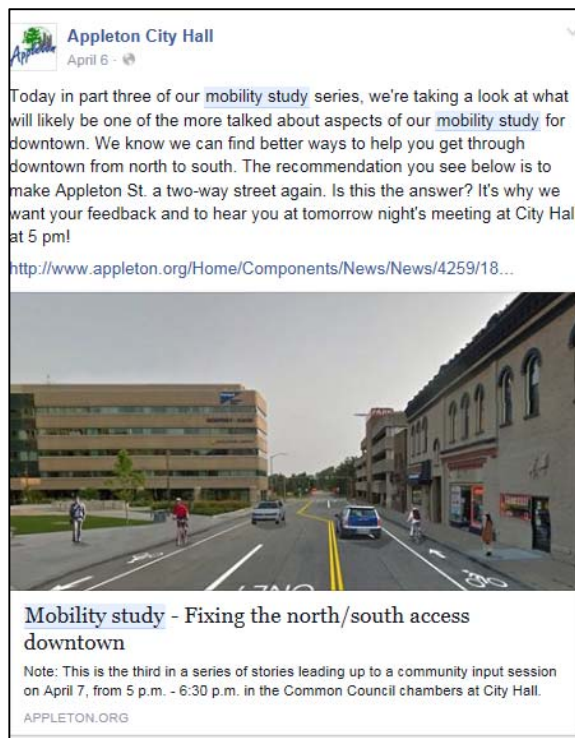 Appleton
Appleton City Hall
April 6 ·
Today in part three of our mobility study series, we're taking a look at what
will likely be one of the more talked about aspects of our mobility study for
downtown. We know we can find better ways to help you get through
downtown from north to south. The recommendation you see below is to
make Appleton St. a two-way street again. Is this the answer? It's why we
want your feedback and to hear you at tomorrow night's meeting at City Hal
at 5 pm!
http://www.appleton.org/Home/Components/News/News/4259/18...
PARK
ONLY
Mobility study - Fixing the north/south access
downtown
Note: This is the third in a series of stories leading up to a community input session
on April 7, from 5 p.m. - 6:30 p.m. in the Common Council chambers at City Hall.
APPLETON.ORG